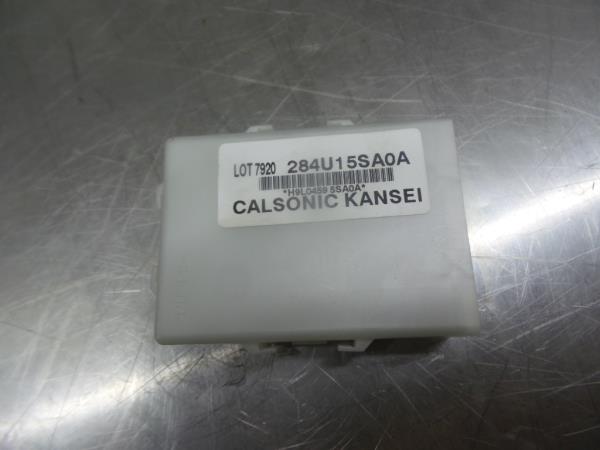 LOT 7920 284U15SA0A
*H9L0459 5SA0A*
CALSONIC KANSEI